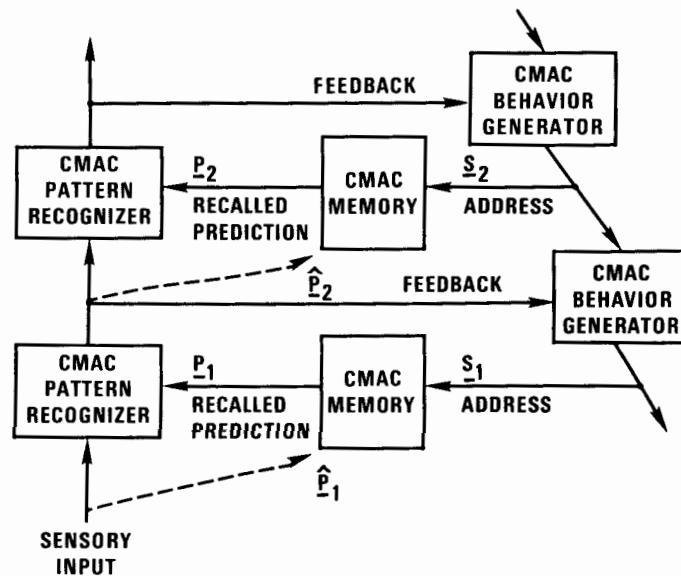 FEEDBACK
CMAC
BEHAVIOR
GENERATOR
CMAC
PATTERN
RECOGNIZER
P2
RECALLED
PREDICTION
CMAC
MEMORY
S2
ADDRESS
P̂2
FEEDBACK
CMAC
BEHAVIOR
GENERATOR
CMAC
PATTERN
RECOGNIZER
P1
RECALLED
PREDICTION
CMAC
MEMORY
S1
ADDRESS
P̂1
SENSORY
INPUT